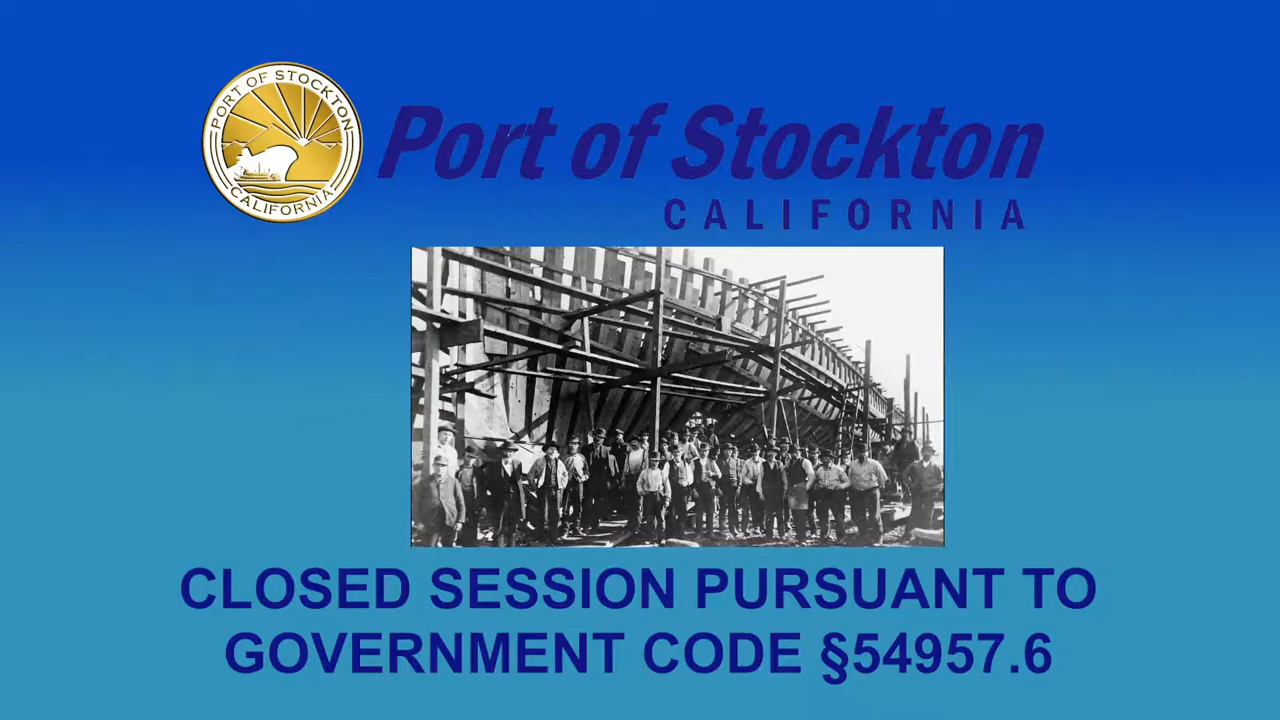 PORT OF STOCKTON
CALIFORNIA
Port of Stockton
CALIFORNIA
CLOSED SESSION PURSUANT TO
GOVERNMENT CODE §54957.6